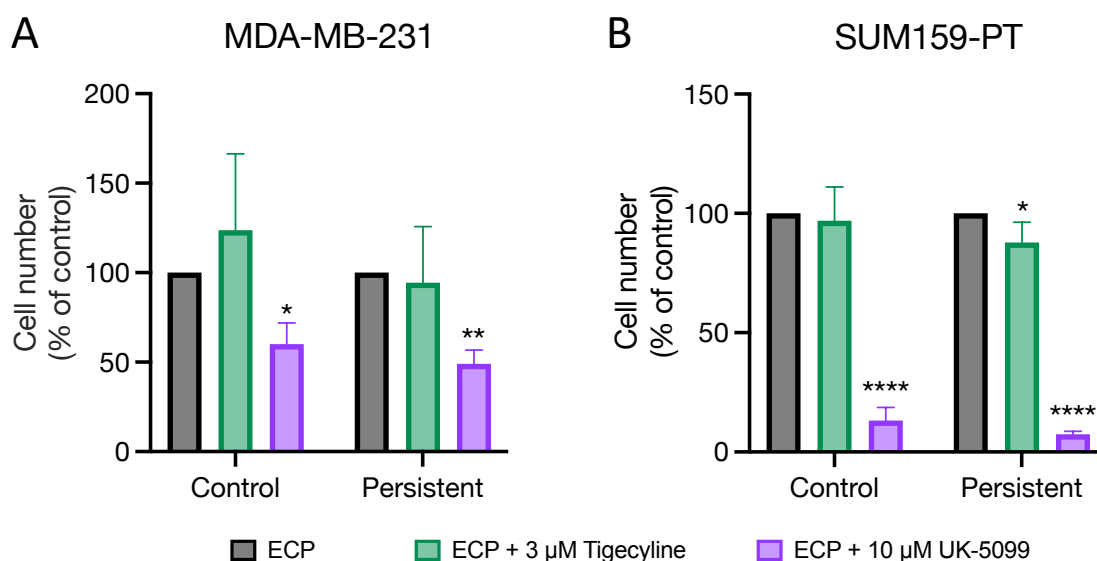 A
MDA-MB-231
Cell number
(% of control)
200
150
100
50
0
*
**
Control
Persistent
B
SUM159-PT
Cell number
(% of control)
150
100
50
0
****
*
****
Control
Persistent
ECP
ECP + 3 µM Tigecyline
ECP + 10 µM UK-5099